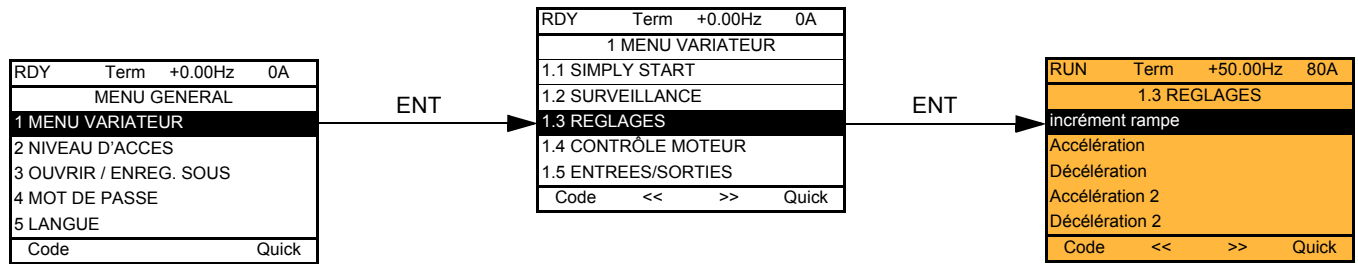 RDY Term +0.00Hz 0A
MENU GENERAL
1 MENU VARIATEUR
2 NIVEAU D'ACCES
3 OUVRIR / ENREG. SOUS
4 MOT DE PASSE
5 LANGUE
Code Quick
ENT
RDY Term +0.00Hz 0A
1 MENU VARIATEUR
1.1 SIMPLY START
1.2 SURVEILLANCE
1.3 REGLAGES
1.4 CONTRÔLE MOTEUR
1.5 ENTREES/SORTIES
Code << >> Quick
ENT
RUN Term +50.00Hz 80A
1.3 REGLAGES
incrément rampe
Accélération
Décélération
Accélération 2
Décélération 2
Code << >> Quick